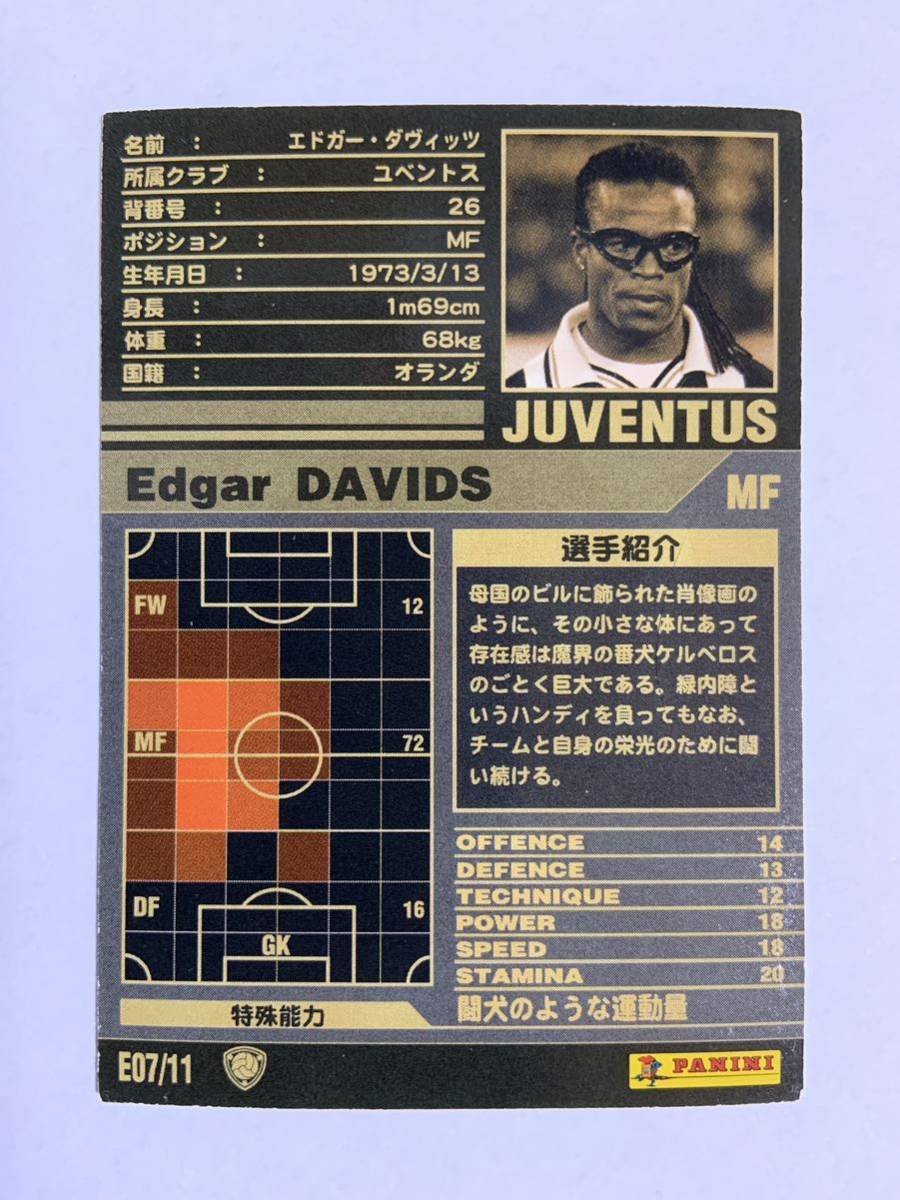 名前 : エドガー・ダヴィッツ
所属クラブ : ユベントス
背番号 : 26
ポジション : MF
生年月日 : 1973/3/13
身長 : 1m69cm
体重 : 68kg
国籍 : オランダ
JUVENTUS
Edgar DAVIDS
MF
FW 12
MF 72
DF 16
GK
選手紹介
母国のビルに飾られた肖像画の
ように、その小さな体にあって
存在感は魔界の番犬ケルベロス
のごとく巨大である。緑内障と
いうハンディを負ってもなお、
チームと自身の栄光のために闘
い続ける。
OFFENCE 14
DEFENCE 13
TECHNIQUE 12
POWER 18
SPEED 18
STAMINA 20
特殊能力
闘犬のような運動量
E07/11
PANINI